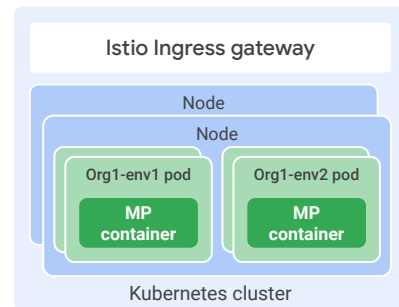 Istio Ingress gateway
Node
Node
Org1-env1 pod
Org1-env2 pod
MP
container
MP
container
Kubernetes cluster